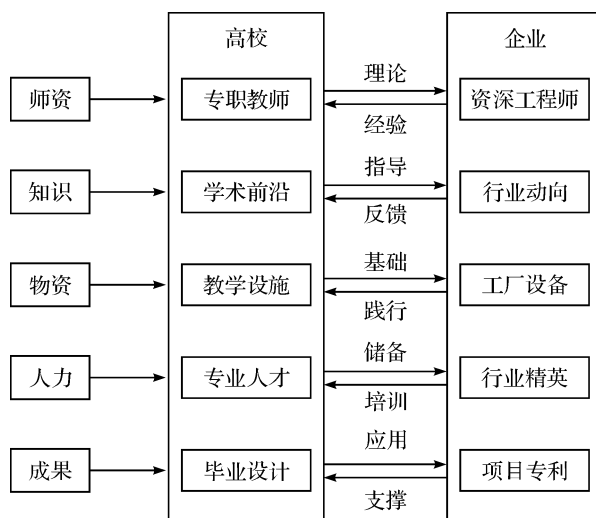 高校
企业
师资
专职教师
理论
经验
资深工程师
知识
学术前沿
指导
反馈
行业动向
物资
教学设施
基础
践行
工厂设备
人力
专业人才
储备
培训
行业精英
成果
毕业设计
应用
支撑
项目专利